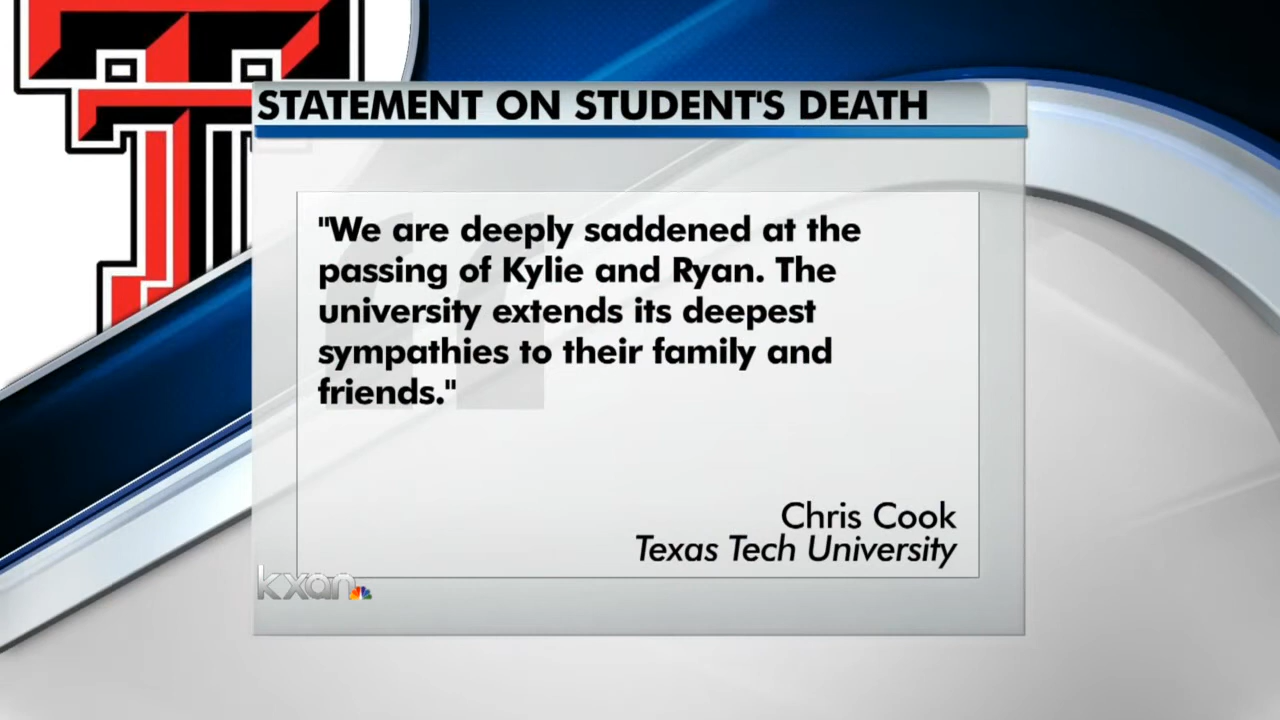 STATEMENT ON STUDENT'S DEATH
"We are deeply saddened at the
passing of Kylie and Ryan. The
university extends its deepest
sympathies to their family and
friends."
Chris Cook
Texas Tech University
kxan